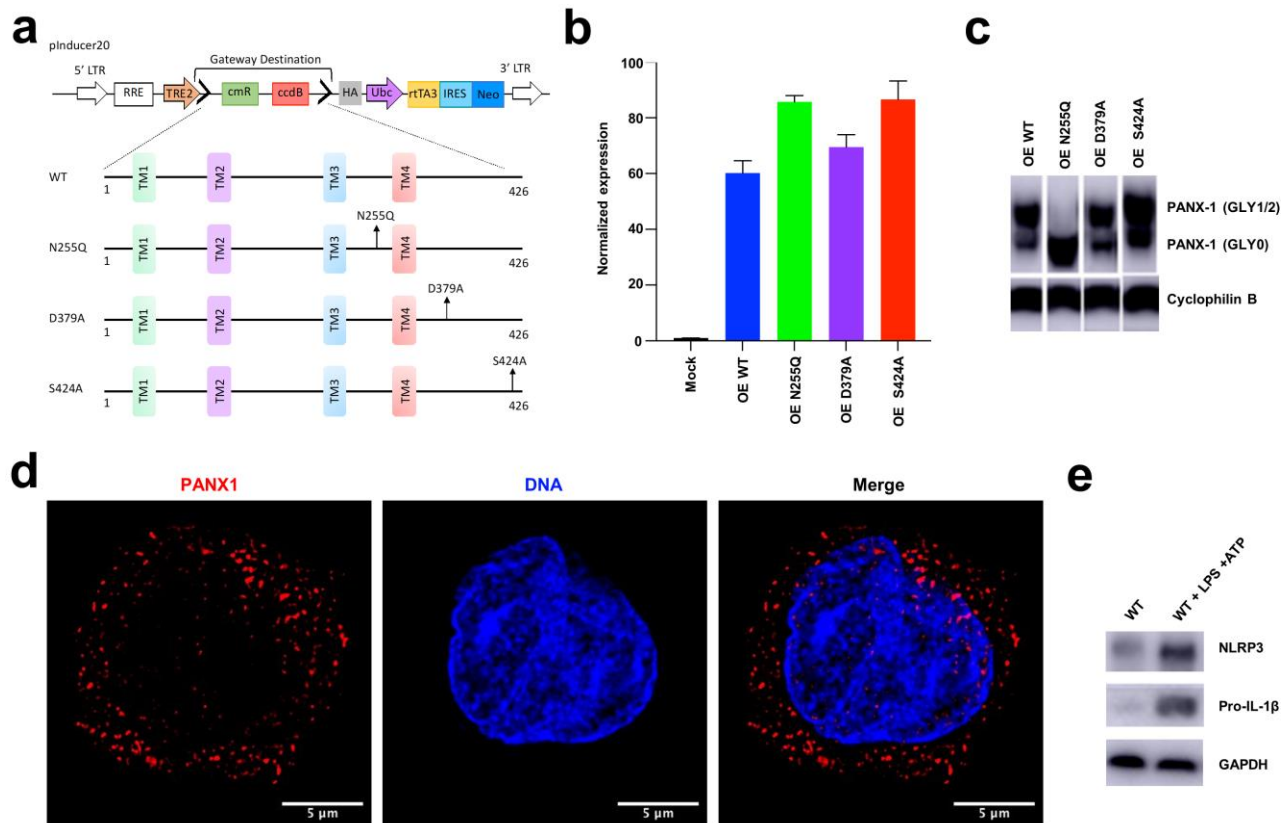 a
pInducer20
Gateway Destination
5' LTR
3' LTR
RRE
TRE2
cmR
ccdB
HA
Ubc
rtTA3
IRES
Neo
WT
TM1
TM2
TM3
TM4
1
426
N255Q
N255Q
TM1
TM2
TM3
TM4
1
426
D379A
D379A
TM1
TM2
TM3
TM4
1
426
S424A
S424A
TM1
TM2
TM3
TM4
1
426
b
Normalized expression
100
80
60
40
20
0
Mock
OE WT
OE N255Q
OE D379A
OE S424A
c
OE WT
OE N255Q
OE D379A
OE S424A
PANX-1 (GLY1/2)
PANX-1 (GLY0)
Cyclophilin B
d
PANX1
DNA
Merge
5 µm
5 µm
5 µm
e
WT
WT + LPS +ATP
NLRP3
Pro-IL-1β
GAPDH